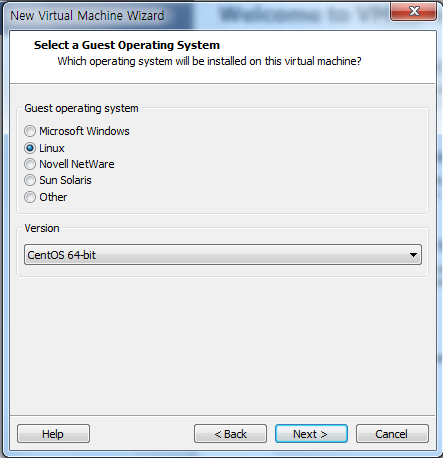 New Virtual Machine Wizard
Welcome to VM
Select a Guest Operating System
Which operating system will be installed on this virtual machine?
Guest operating system
Microsoft Windows
Linux
Novell NetWare
Sun Solaris
Other
Version
CentOS 64-bit
Help
< Back
Next >
Cancel